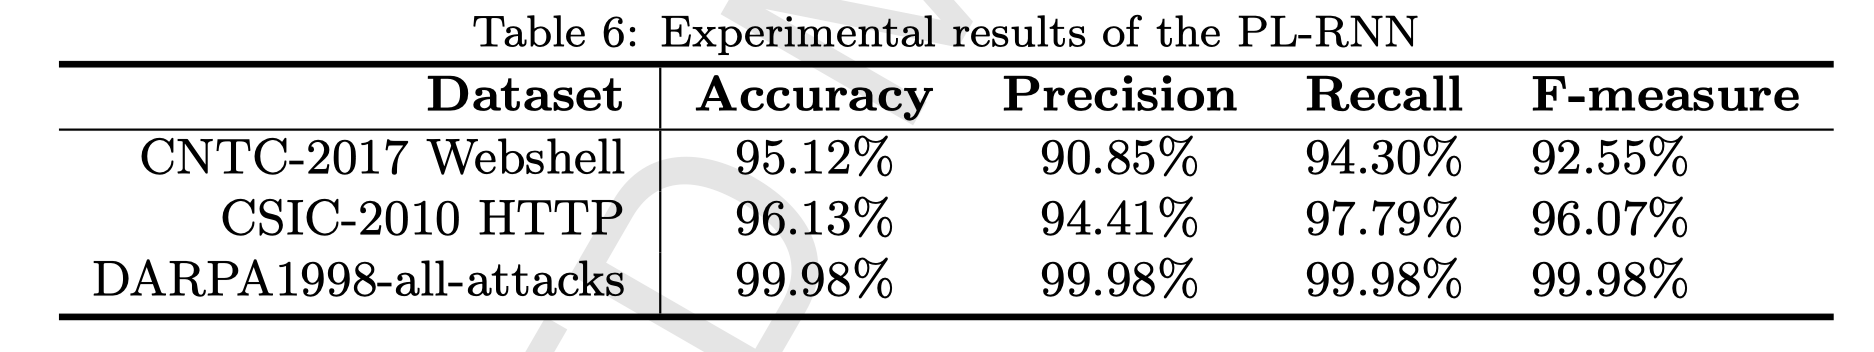 Table 6: Experimental results of the PL-RNN
Dataset Accuracy Precision Recall F-measure
CNTC-2017 Webshell 95.12% 90.85% 94.30% 92.55%
CSIC-2010 HTTP 96.13% 94.41% 97.79% 96.07%
DARPA1998-all-attacks 99.98% 99.98% 99.98% 99.98%